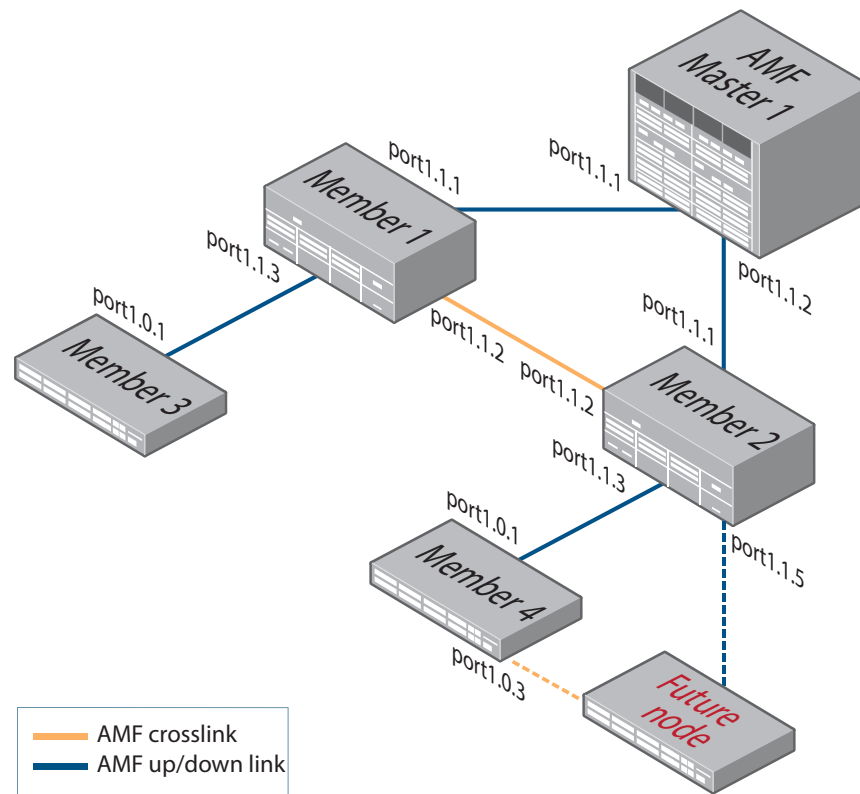 AMF
Master 1
port1.1.1
port1.1.1
Member 1
port1.1.3
port1.1.2
port1.0.1
port1.1.1
port1.1.2
Member 3
port1.1.2
Member 2
port1.1.3
port1.0.1
port1.1.5
Member 4
port1.0.3
Future
node
AMF crosslink
AMF up/down link